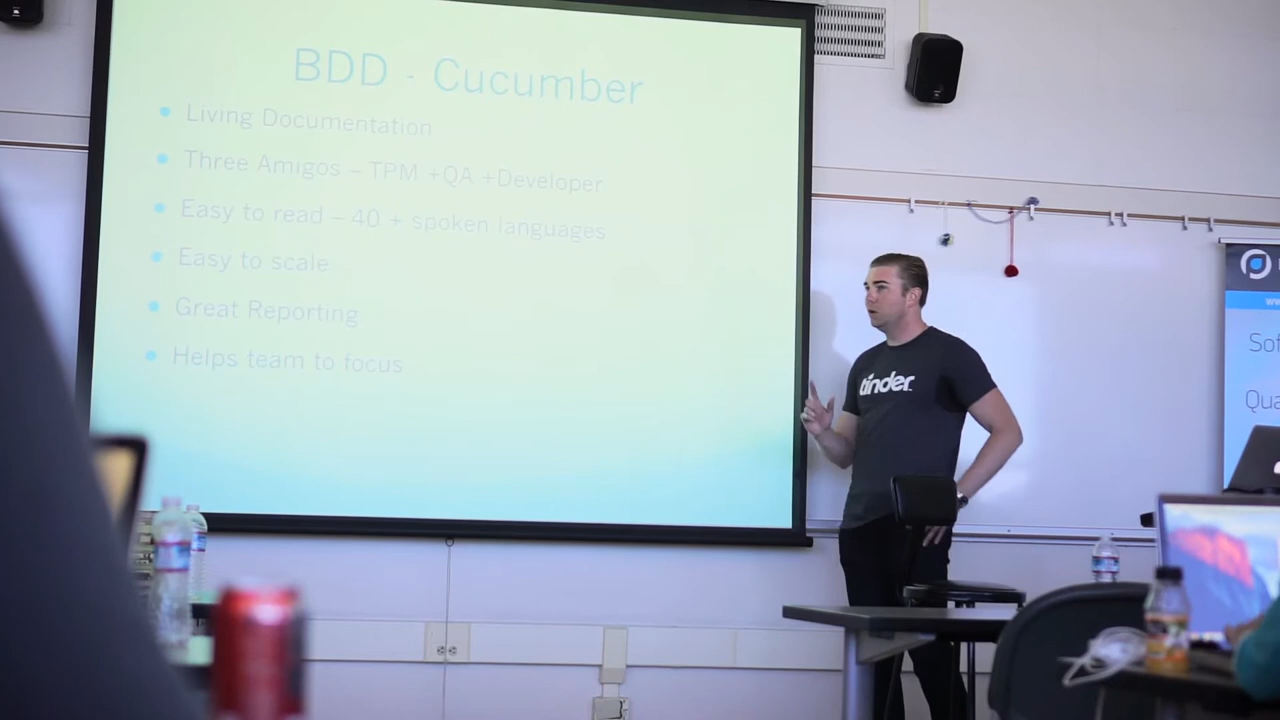 BDD - Cucumber
Living Documentation
Three Amigos – TPM +QA +Developer
Easy to read – 40 + spoken languages
Easy to scale
Great Reporting
Helps team to focus
tinder